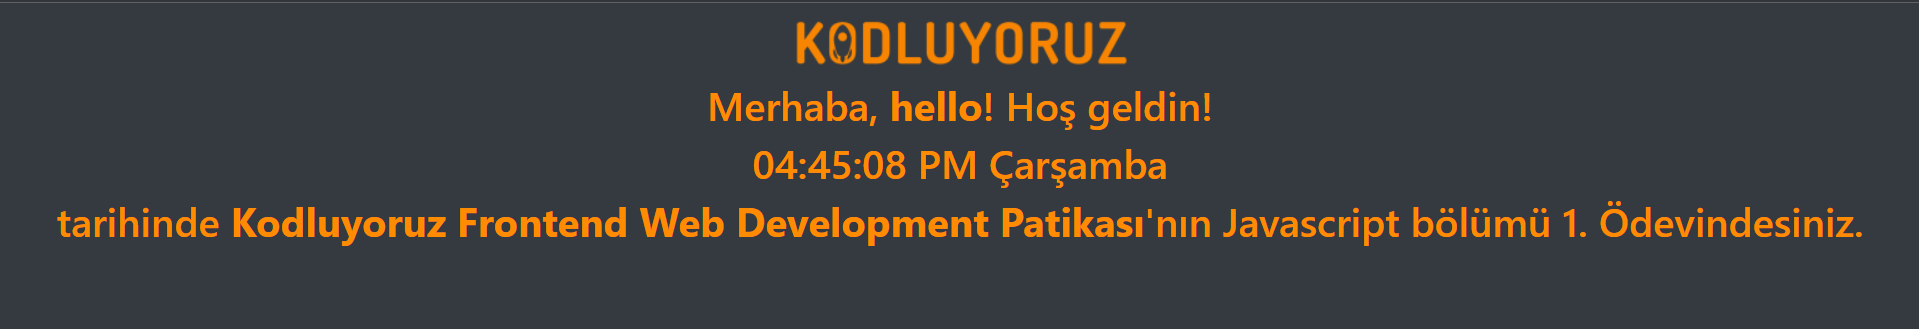 KODLUYORUZ
Merhaba, hello! Hoş geldin!
04:45:08 PM Çarşamba
tarihinde Kodluyoruz Frontend Web Development Patikası'nın Javascript bölümü 1. Ödevindesiniz.